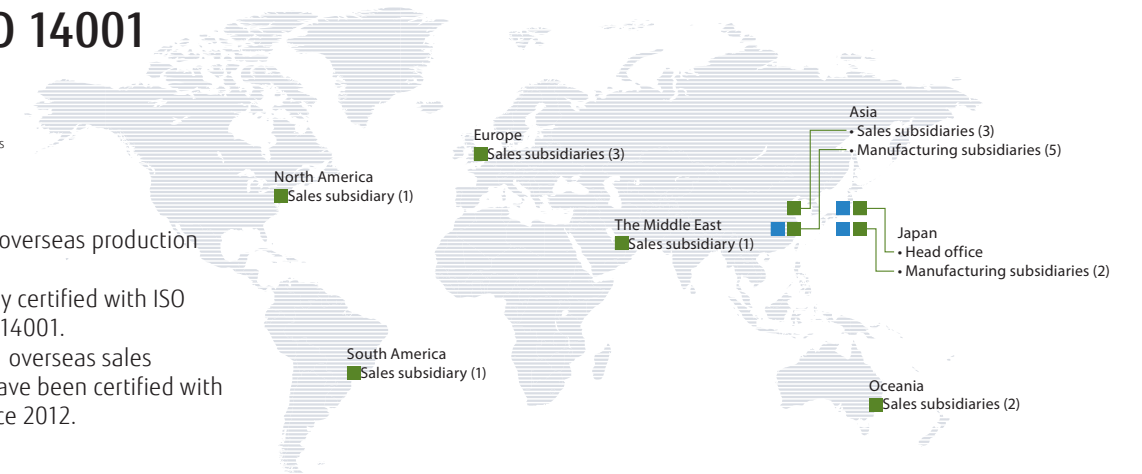 O 14001
s
overseas production
y certified with ISO
14001.
overseas sales
ave been certified with
ce 2012.
North America
Sales subsidiary (1)
Europe
Sales subsidiaries (3)
The Middle East
Sales subsidiary (1)
South America
Sales subsidiary (1)
Asia
• Sales subsidiaries (3)
• Manufacturing subsidiaries (5)
Japan
• Head office
• Manufacturing subsidiaries (2)
Oceania
Sales subsidiaries (2)